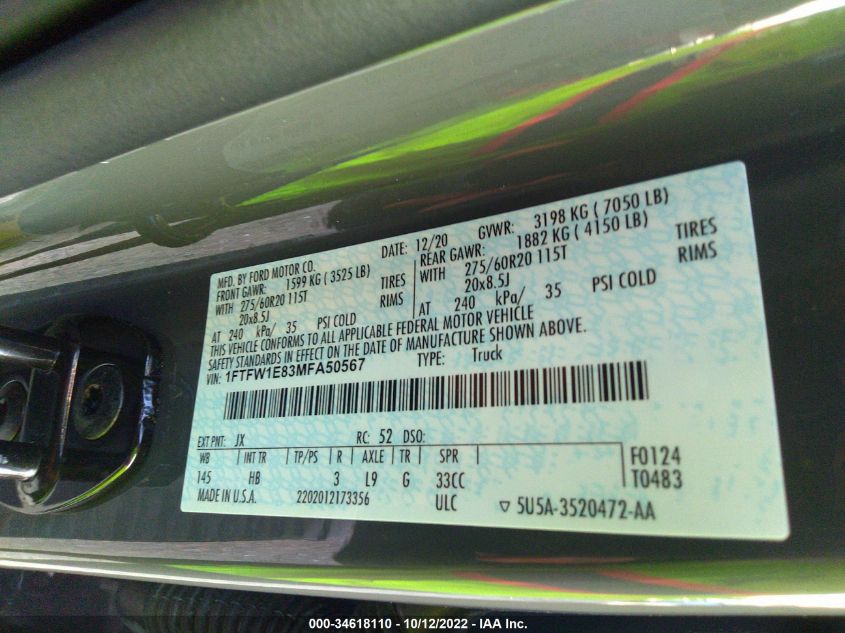 MFD. BY FORD MOTOR CO. DATE: 12/20 GVWR: 3198 KG ( 7050 LB)
FRONT GAWR: 1599 KG ( 3525 LB) REAR GAWR: 1882 KG ( 4150 LB)
WITH 275/60R20 115T TIRES WITH 275/60R20 115T TIRES
20x8.5J RIMS 20x8.5J RIMS
AT 240 kPa/ 35 PSI COLD AT 240 kPa/ 35 PSI COLD
THIS VEHICLE CONFORMS TO ALL APPLICABLE FEDERAL MOTOR VEHICLE
SAFETY STANDARDS IN EFFECT ON THE DATE OF MANUFACTURE SHOWN ABOVE.
VIN: 1FTFW1E83MFA50567 TYPE: Truck
EXT PNT: JX RC: 52 DSO:
WB INT TR TP/PS R AXLE TR SPR
145 HB 3 L9 G 33CC
F0124
T0483
MADE IN U.S.A. 2202012173356 ULC ▽ 5U5A-3520472-AA
000-34618110 - 10/12/2022 - IAA Inc.